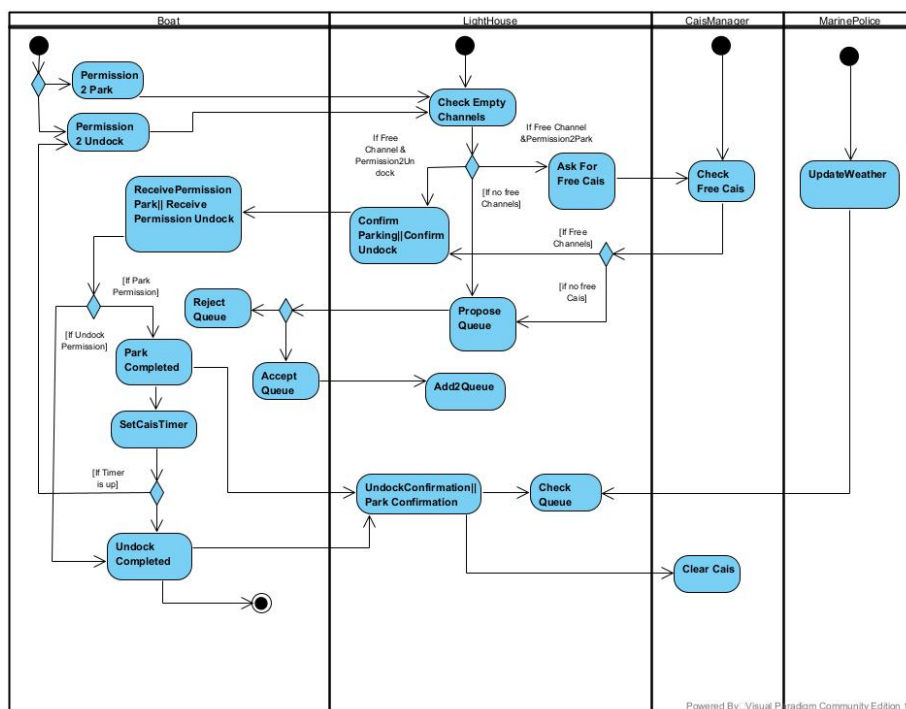 Boat
LightHouse
CaisManager
MarinePolice
Permission
2 Park
Permission
2 Undock
Check Empty
Channels
If Free
Channel &
Permission2Un
dock
If Free Channel
&Permission2Park
Ask For
Free Cais
Check
Free Cais
UpdateWeather
ReceivePermission
Park|| Receive
Permission Undock
[If no free
Channels]
Confirm
Parking||Confirm
Undock
[If Free
Channels]
[if no free
Cais]
[If Park
Permission]
[If Undock
Permission]
Reject
Queue
Propose
Queue
Park
Completed
Accept
Queue
Add2Queue
SetCaisTimer
[If Timer
is up]
UndockConfirmation||
Park Confirmation
Check
Queue
Undock
Completed
Clear Cais
Powered By: Visual Paradigm Community Edition